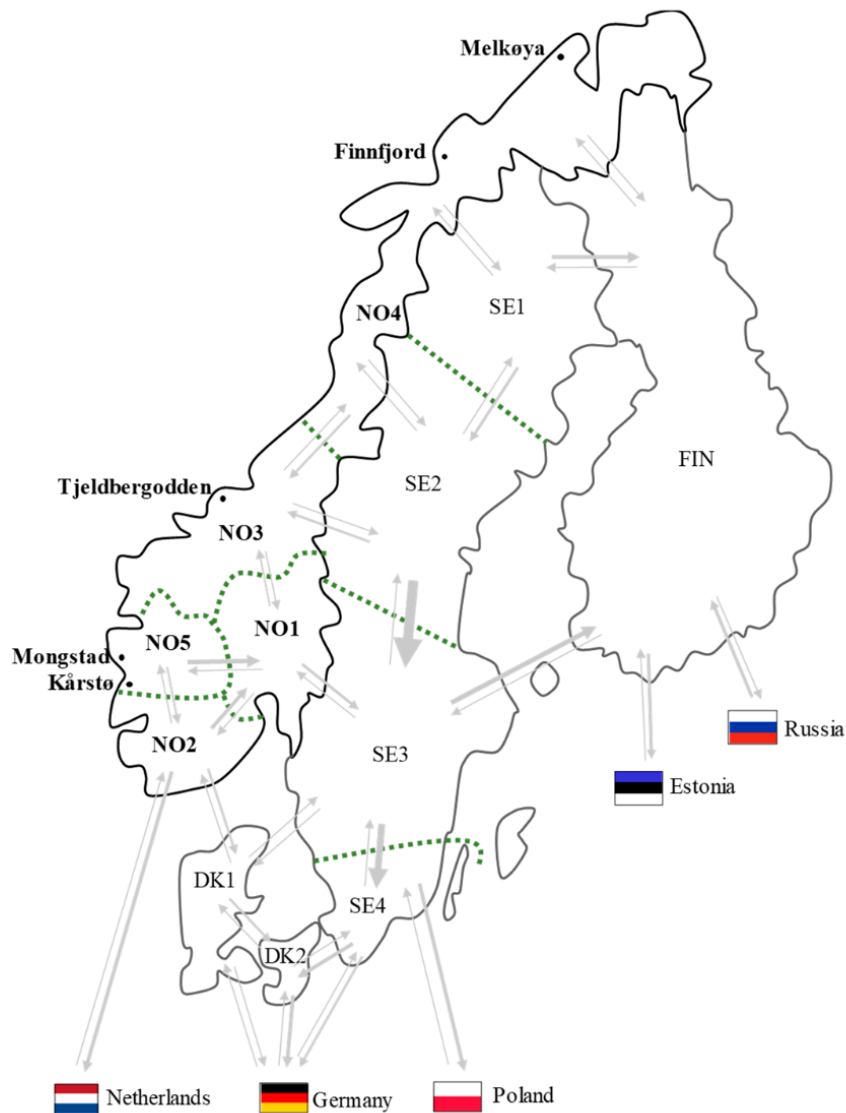 Melkøya
Finnfjord
NO4
SE1
FIN
SE2
Tjeldbergodden
NO3
NO5
NO1
Mongstad
Kårstø
NO2
SE3
Russia
Estonia
DK1
SE4
DK2
Netherlands
Germany
Poland